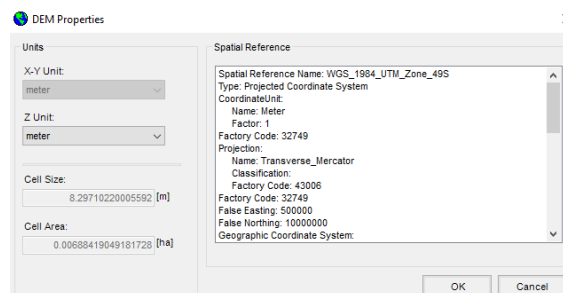 DEM Properties
Units
X-Y Unit:
meter
Z Unit:
meter
Cell Size:
8.29710220005592 [m]
Cell Area:
0.00688419049181728 [ha]
Spatial Reference
Spatial Reference Name: WGS_1984_UTM_Zone_49S
Type: Projected Coordinate System
CoordinateUnit:
Name: Meter
Factor: 1
Factory Code: 32749
Projection:
Name: Transverse_Mercator
Classification:
Factory Code: 43006
Factory Code: 32749
False Easting: 500000
False Northing: 10000000
Geographic Coordinate System:
OK
Cancel